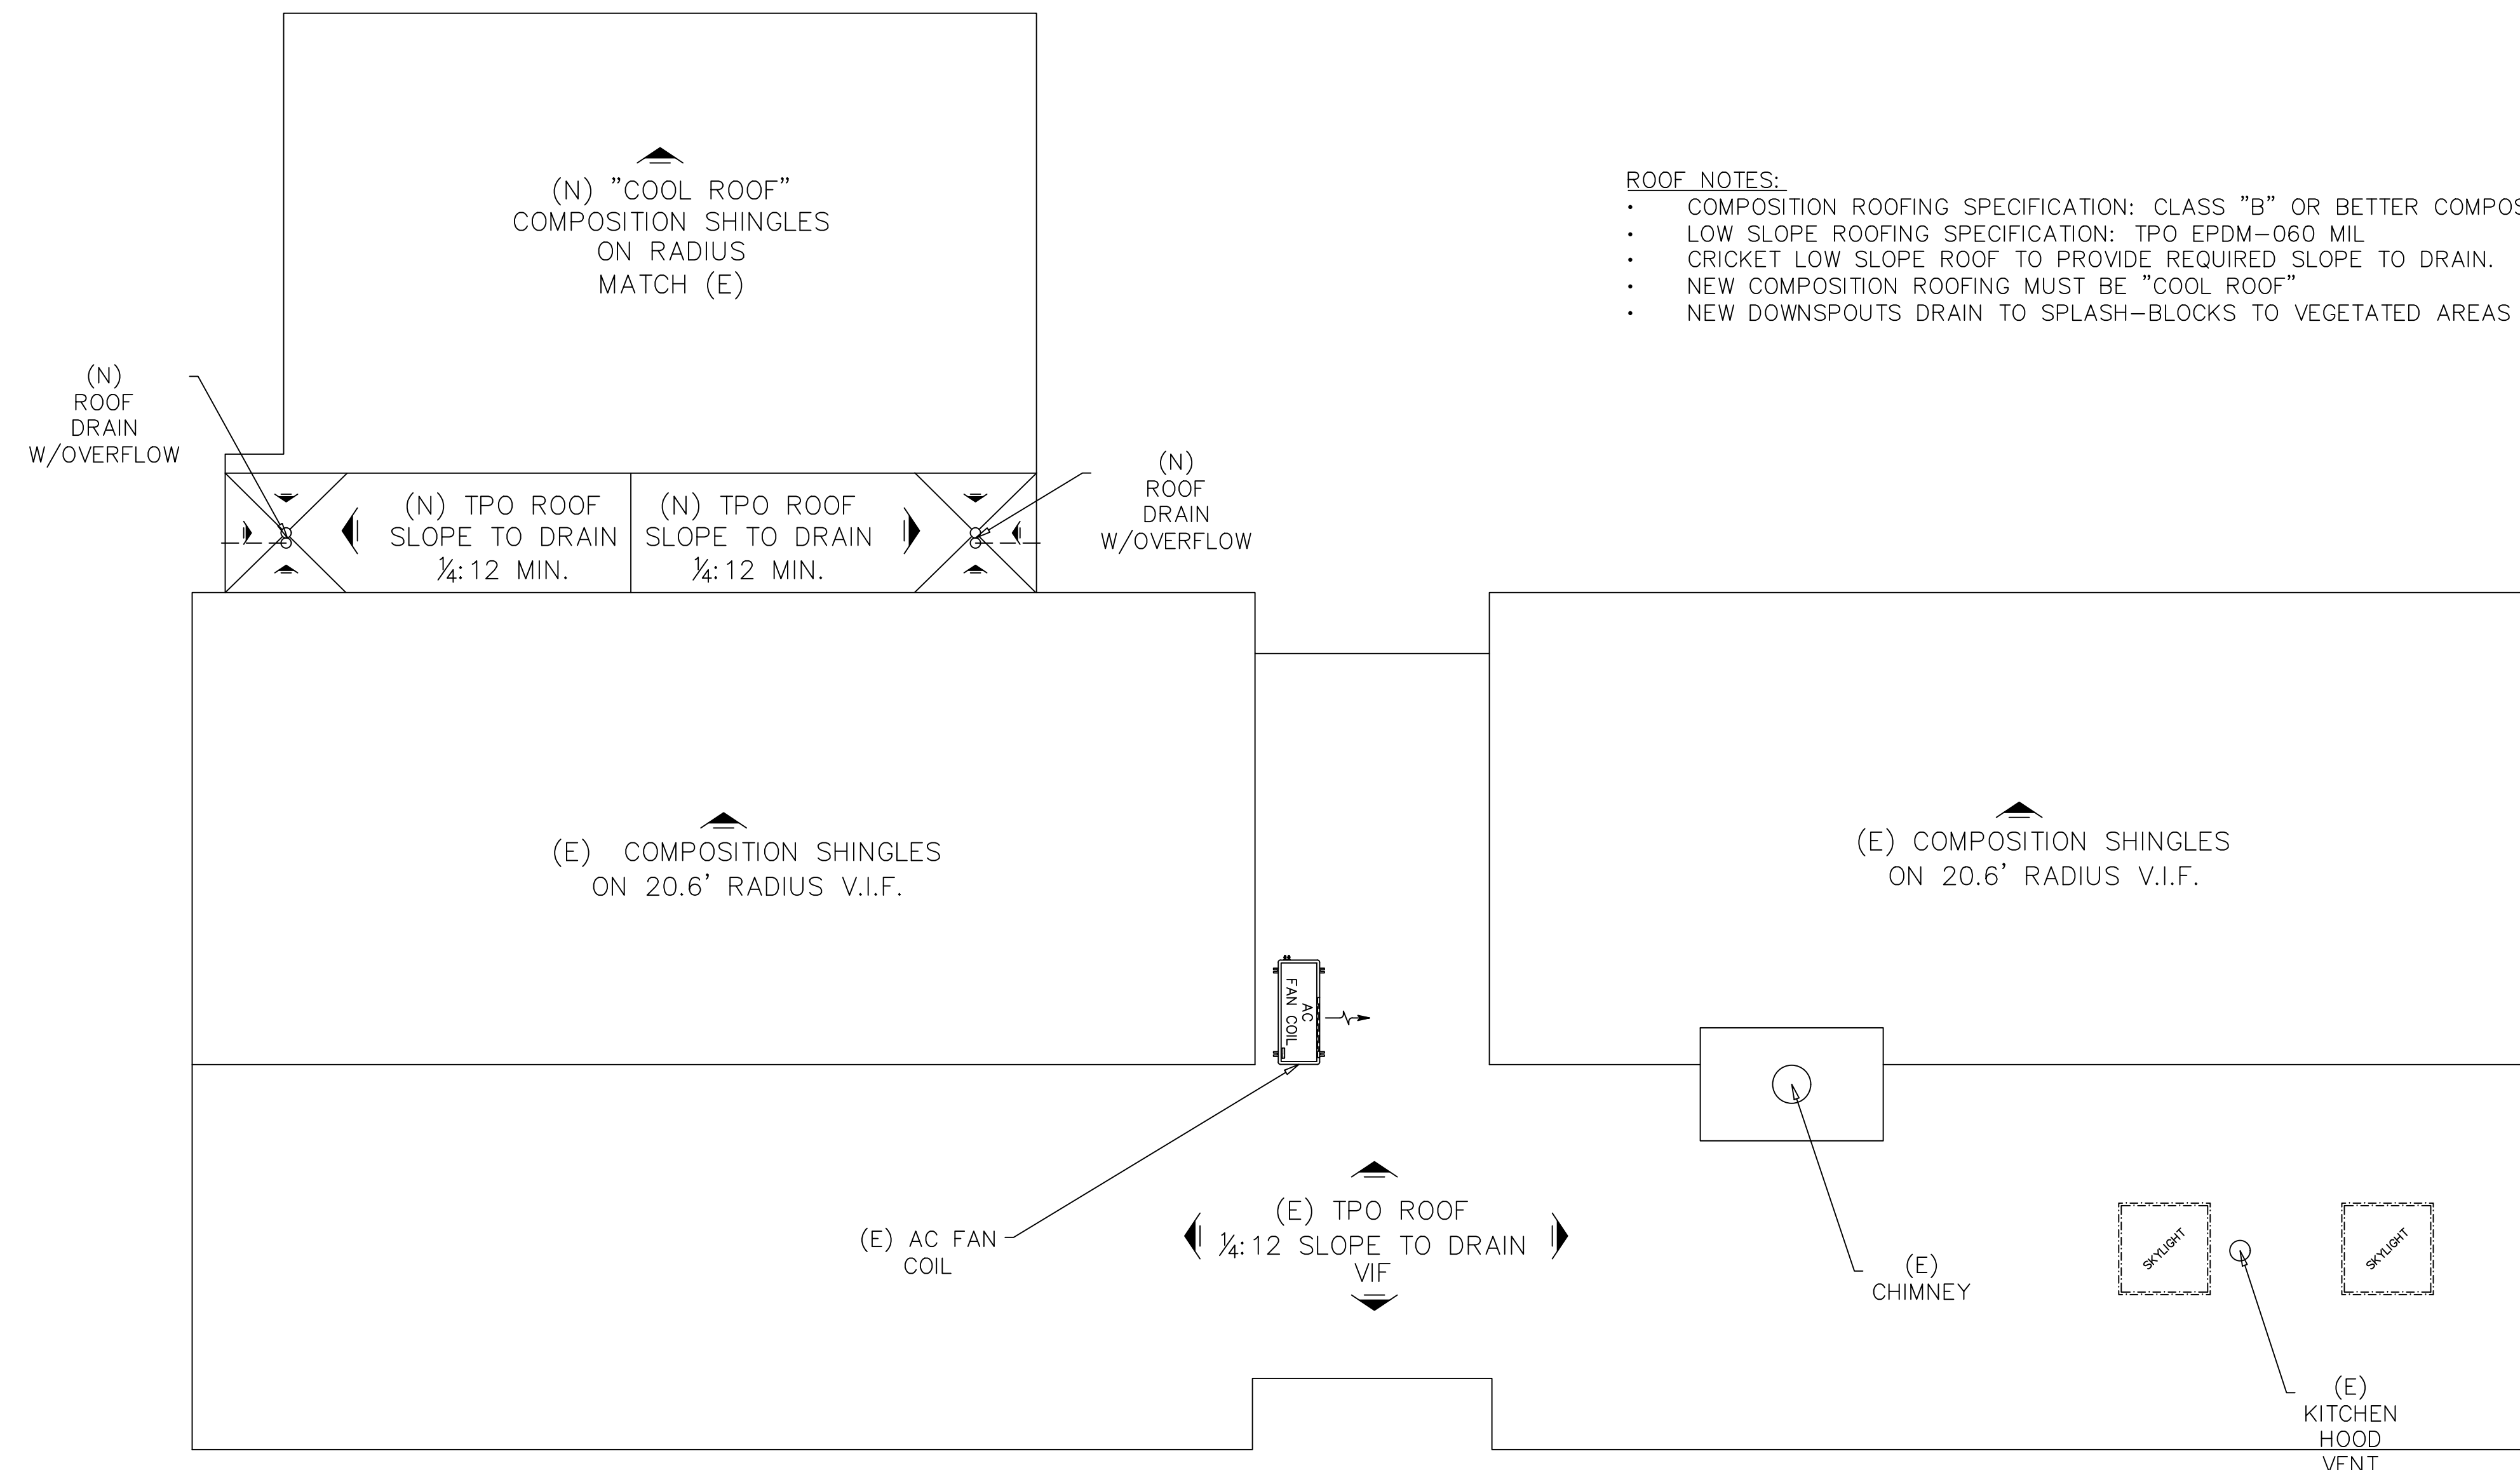 (N) "COOL ROOF"
COMPOSITION SHINGLES
ON RADIUS
MATCH (E)
ROOF NOTES:
• COMPOSITION ROOFING SPECIFICATION: CLASS "B" OR BETTER
• LOW SLOPE ROOFING SPECIFICATION: TPO EPDM-060 MIL
• CRICKET LOW SLOPE ROOF TO PROVIDE REQUIRED SLOPE TO DRAIN.
• NEW COMPOSITION ROOFING MUST BE "COOL ROOF"
• NEW DOWNSPOUTS DRAIN TO SPLASH-BLOCKS TO VEGETATED AREAS
(N)
ROOF
DRAIN
W/OVERFLOW
(N)
ROOF
DRAIN
W/OVERFLOW
(N) TPO ROOF
SLOPE TO DRAIN
¼:12 MIN.
(N) TPO ROOF
SLOPE TO DRAIN
¼:12 MIN.
(E) COMPOSITION SHINGLES
ON 20.6' RADIUS V.I.F.
(E) COMPOSITION SHINGLES
ON 20.6' RADIUS V.I.F.
AC
FAN COIL
(E) AC FAN
COIL
(E) TPO ROOF
¼:12 SLOPE TO DRAIN
VIF
(E)
CHIMNEY
SKYLIGHT
SKYLIGHT
(E)
KITCHEN
HOOD
VENT